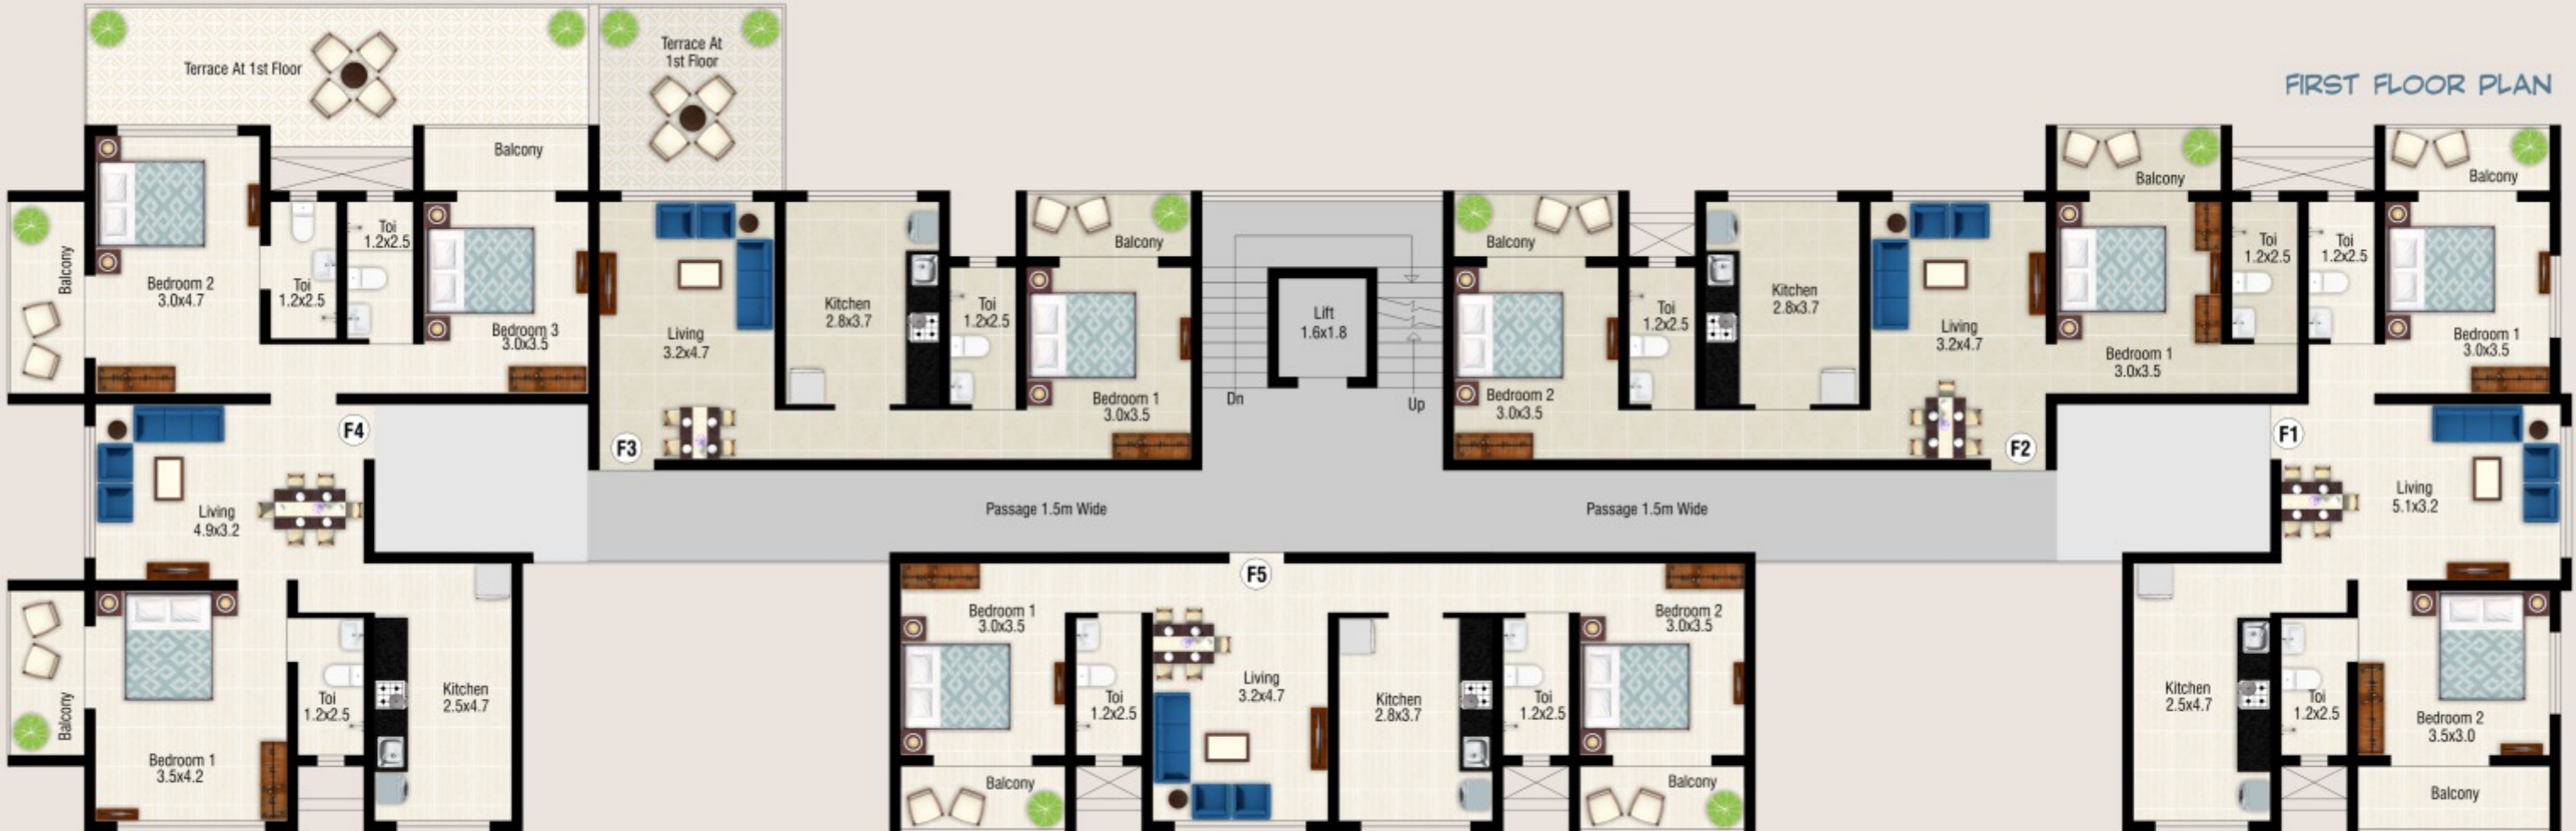 FIRST FLOOR PLAN
Terrace At 1st Floor
Terrace At
1st Floor
Balcony
Bedroom 2
3.0x4.7
Toi
1.2x2.5
Toi
1.2x2.5
Balcony
Bedroom 3
3.0x3.5
F4
Living
4.9x3.2
Balcony
Bedroom 1
3.5x4.2
Toi
1.2x2.5
Kitchen
2.5x4.7
Living
3.2x4.7
F3
Kitchen
2.8x3.7
Toi
1.2x2.5
Balcony
Bedroom 1
3.0x3.5
Lift
1.6x1.8
Dn
Up
Passage 1.5m Wide
Passage 1.5m Wide
Balcony
Bedroom 2
3.0x3.5
Toi
1.2x2.5
Kitchen
2.8x3.7
Living
3.2x4.7
F2
Balcony
Bedroom 1
3.0x3.5
Toi
1.2x2.5
Toi
1.2x2.5
Balcony
Bedroom 1
3.0x3.5
F1
Living
5.1x3.2
Kitchen
2.5x4.7
Toi
1.2x2.5
Bedroom 2
3.5x3.0
Balcony
F5
Bedroom 1
3.0x3.5
Balcony
Toi
1.2x2.5
Living
3.2x4.7
Kitchen
2.8x3.7
Toi
1.2x2.5
Bedroom 2
3.0x3.5
Balcony